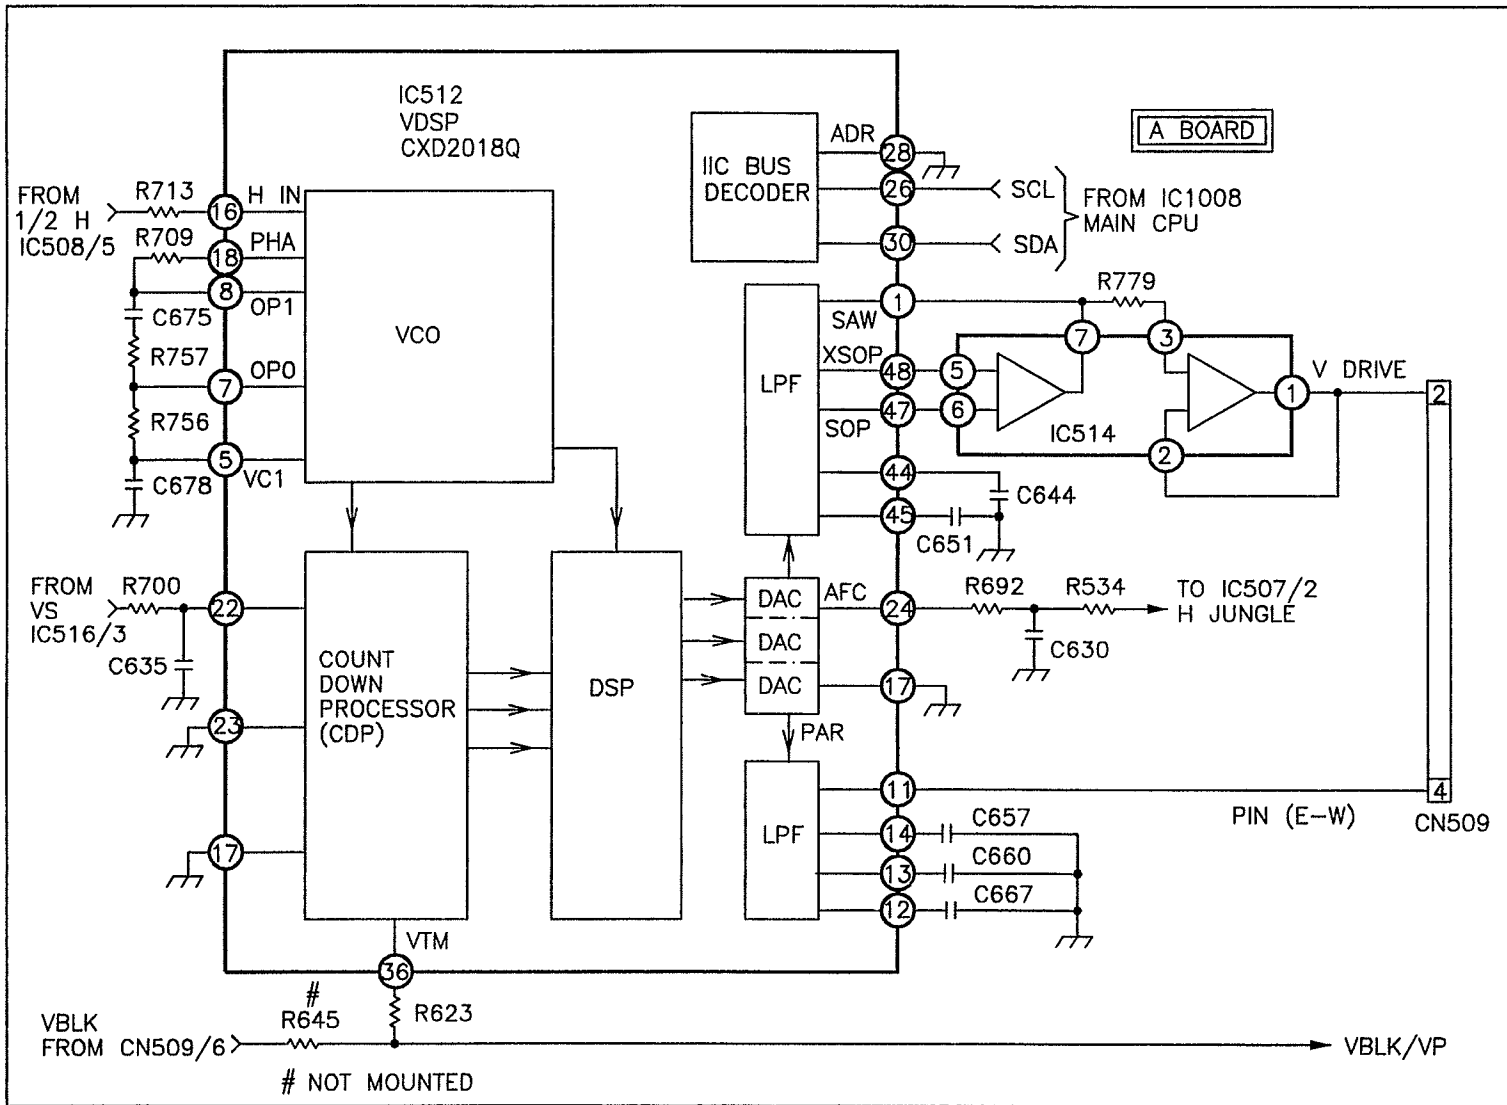 IC512
VDSP
CXD2018Q
A BOARD
IIC BUS
DECODER
ADR
28
26
SCL
30
SDA
FROM IC1008
MAIN CPU
FROM
1/2 H
IC508/5
R713
16
H IN
R709
18
PHA
8
OP1
C675
R757
7
OPO
R756
5
VC1
C678
VCO
LPF
1
SAW
R779
XSOP
48
5
7
3
47
6
SOP
IC514
1
2
V DRIVE
2
44
C644
45
C651
FROM
VS
IC516/3
R700
22
C635
23
17
COUNT
DOWN
PROCESSOR
(CDP)
DSP
DAC
DAC
DAC
AFC
24
R692
R534
C630
TO IC507/2
H JUNGLE
17
PAR
LPF
11
PIN (E-W)
4
CN509
14
C657
13
C660
12
C667
VTM
36
R623
#
R645
VBLK
FROM CN509/6
VBLK/VP
# NOT MOUNTED